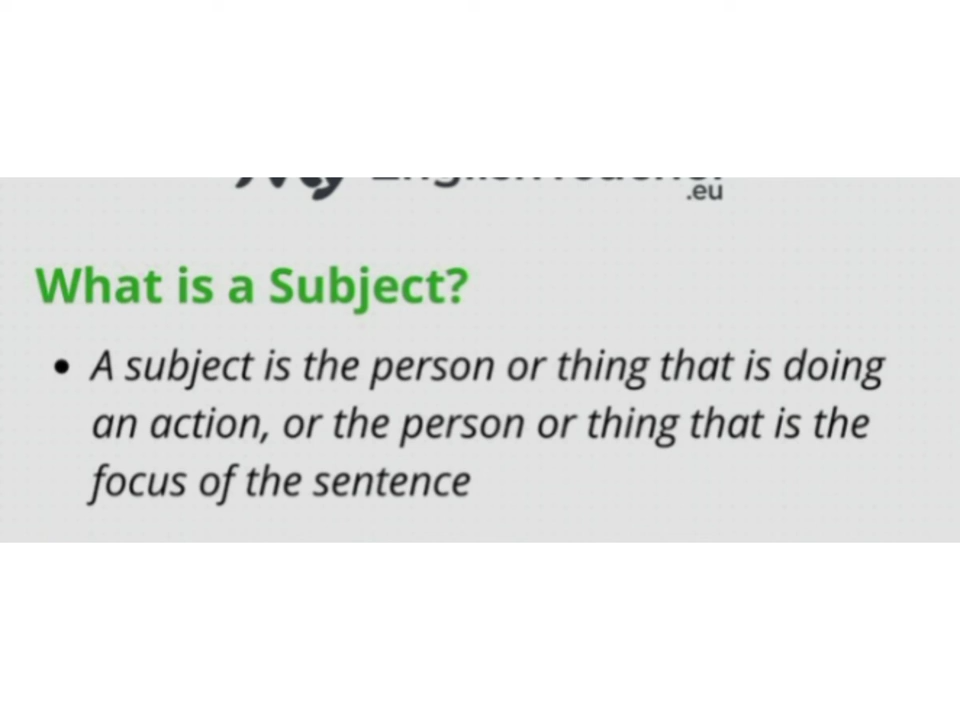 .eu
What is a Subject?
• A subject is the person or thing that is doing
an action, or the person or thing that is the
focus of the sentence